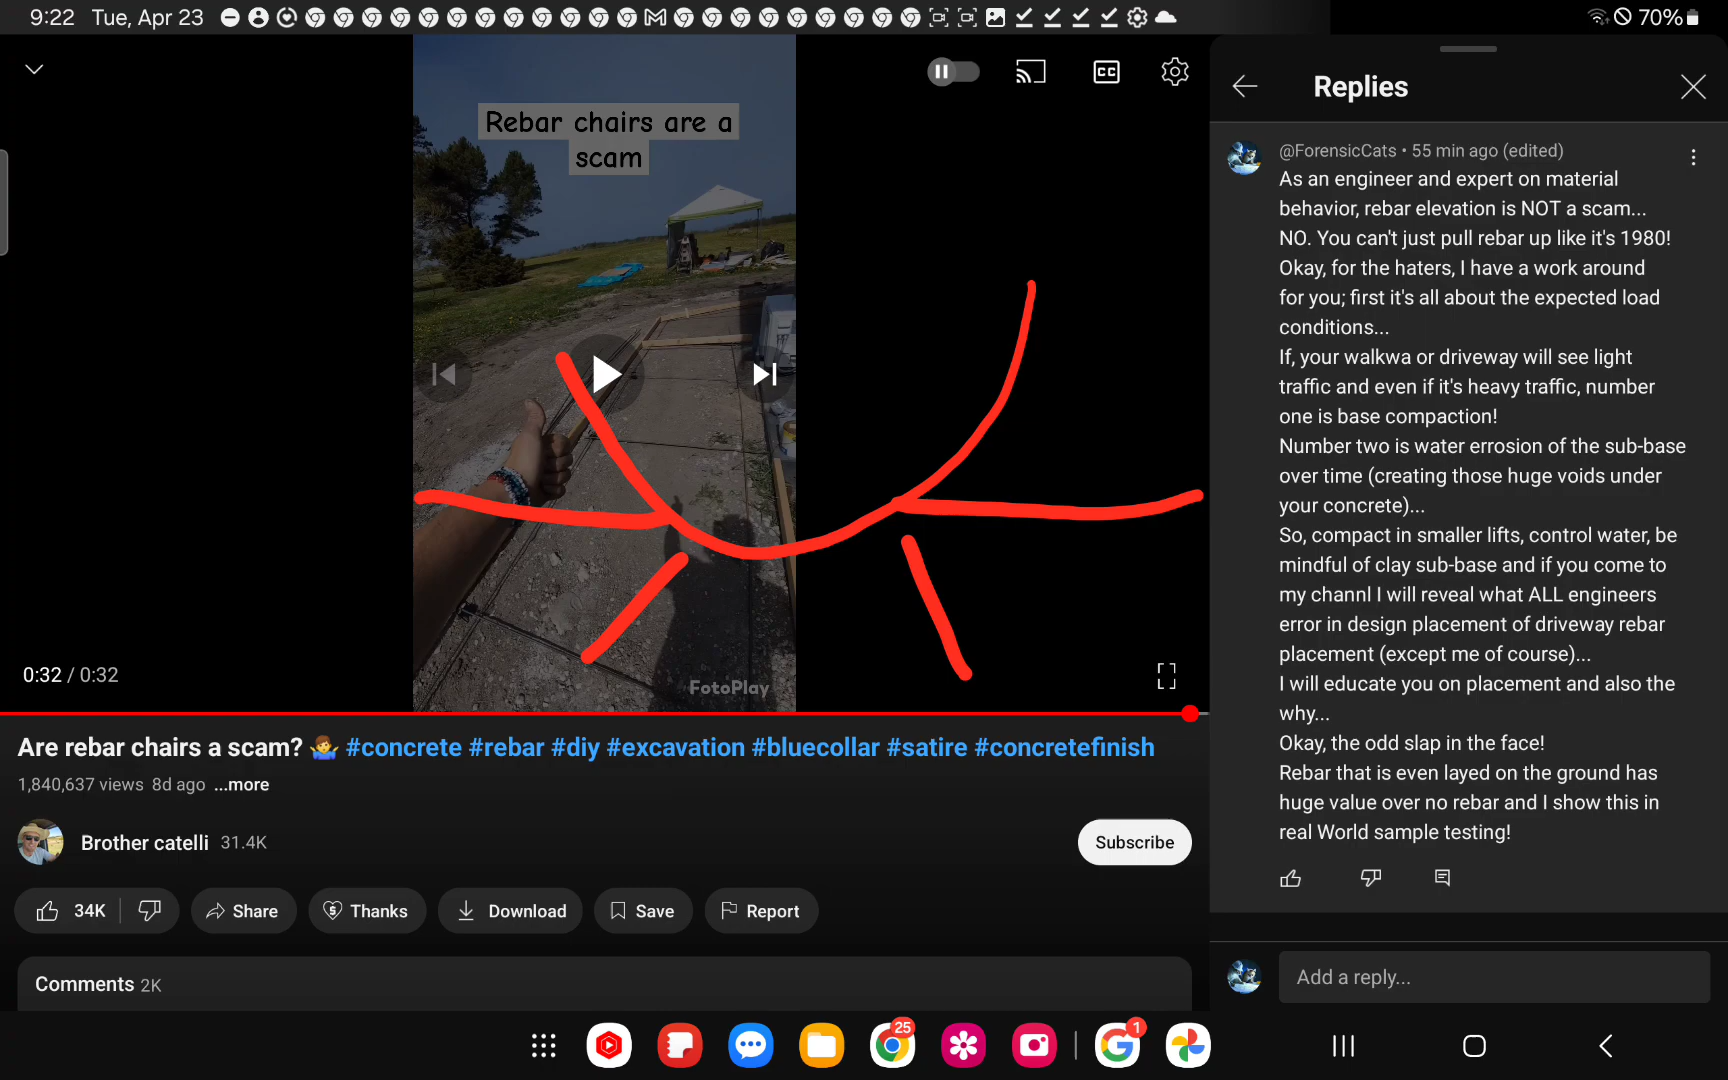 9:22 Tue, Apr 23
70%
Rebar chairs are a
scam
CC
FotoPlay
0:32 / 0:32
Are rebar chairs a scam? 🤷‍♂️ #concrete #rebar #diy #excavation #bluecollar #satire #concretefinish
1,840,637 views 8d ago ...more
Brother catelli 31.4K
Subscribe
34K
Share
Thanks
Download
Save
Report
Comments 2K
Replies
@ForensicCats • 55 min ago (edited)
As an engineer and expert on material
behavior, rebar elevation is NOT a scam...
NO. You can't just pull rebar up like it's 1980!
Okay, for the haters, I have a work around
for you; first it's all about the expected load
conditions...
If, your walkwa or driveway will see light
traffic and even if it's heavy traffic, number
one is base compaction!
Number two is water errosion of the sub-base
over time (creating those huge voids under
your concrete)...
So, compact in smaller lifts, control water, be
mindful of clay sub-base and if you come to
my channl I will reveal what ALL engineers
error in design placement of driveway rebar
placement (except me of course)...
I will educate you on placement and also the
why...
Okay, the odd slap in the face!
Rebar that is even layed on the ground has
huge value over no rebar and I show this in
real World sample testing!
Add a reply...
25
1